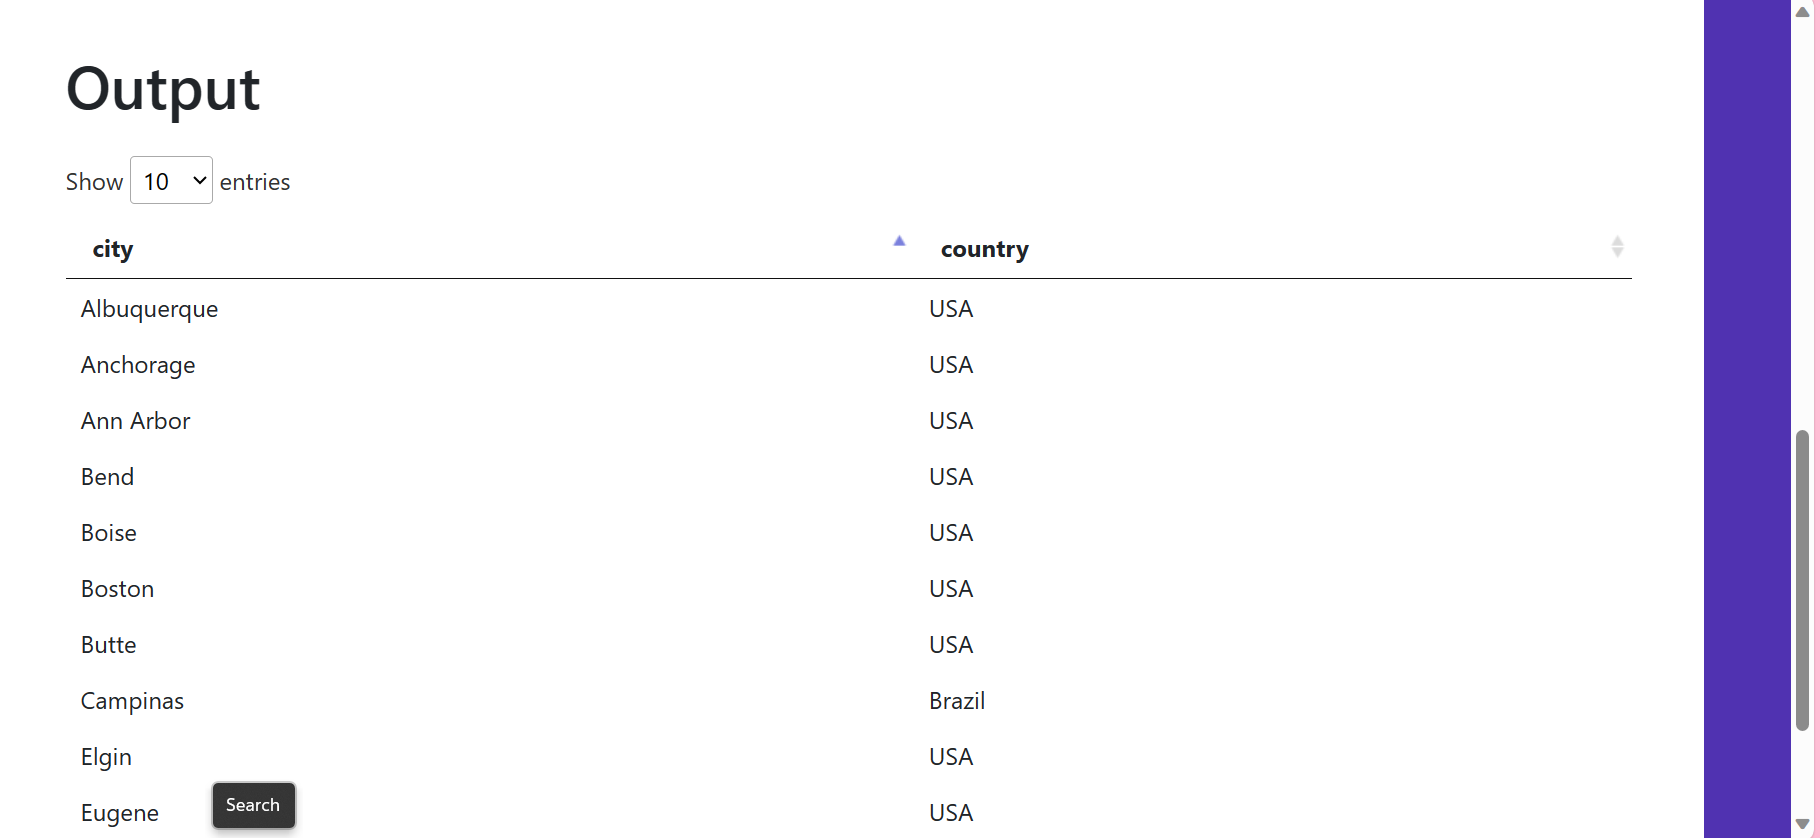 Output
Show 10 entries
city country
Albuquerque USA
Anchorage USA
Ann Arbor USA
Bend USA
Boise USA
Boston USA
Butte USA
Campinas Brazil
Elgin USA
Eugene USA
Search